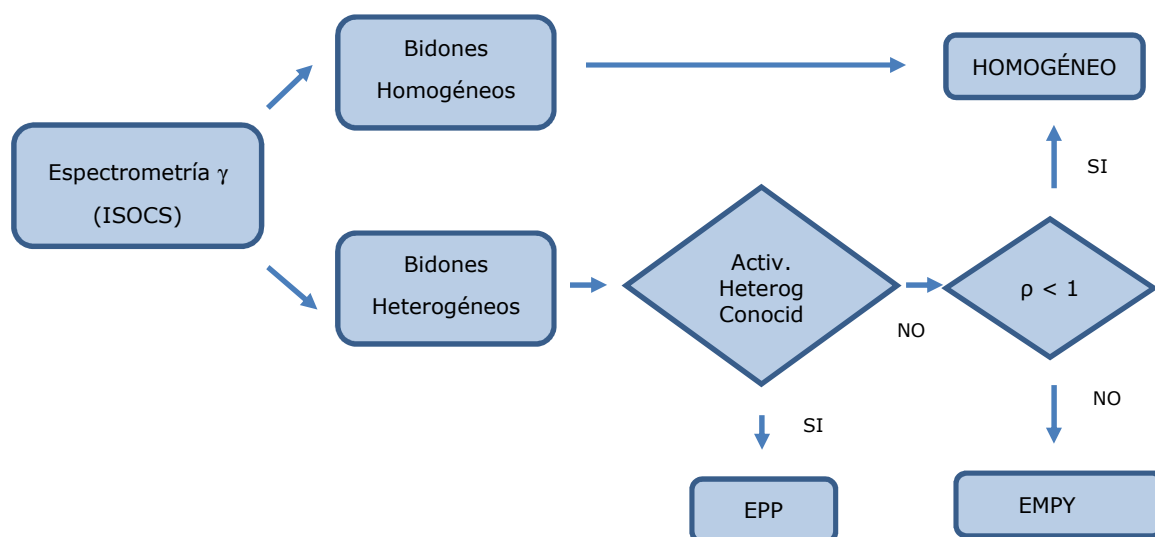 Bidones
Homogéneos
HOMOGÉNEO
Espectrometría γ
(ISOCS)
SI
Bidones
Heterogéneos
Activ.
Heterog
Conocid
NO
ρ < 1
SI
NO
EPP
EMPY